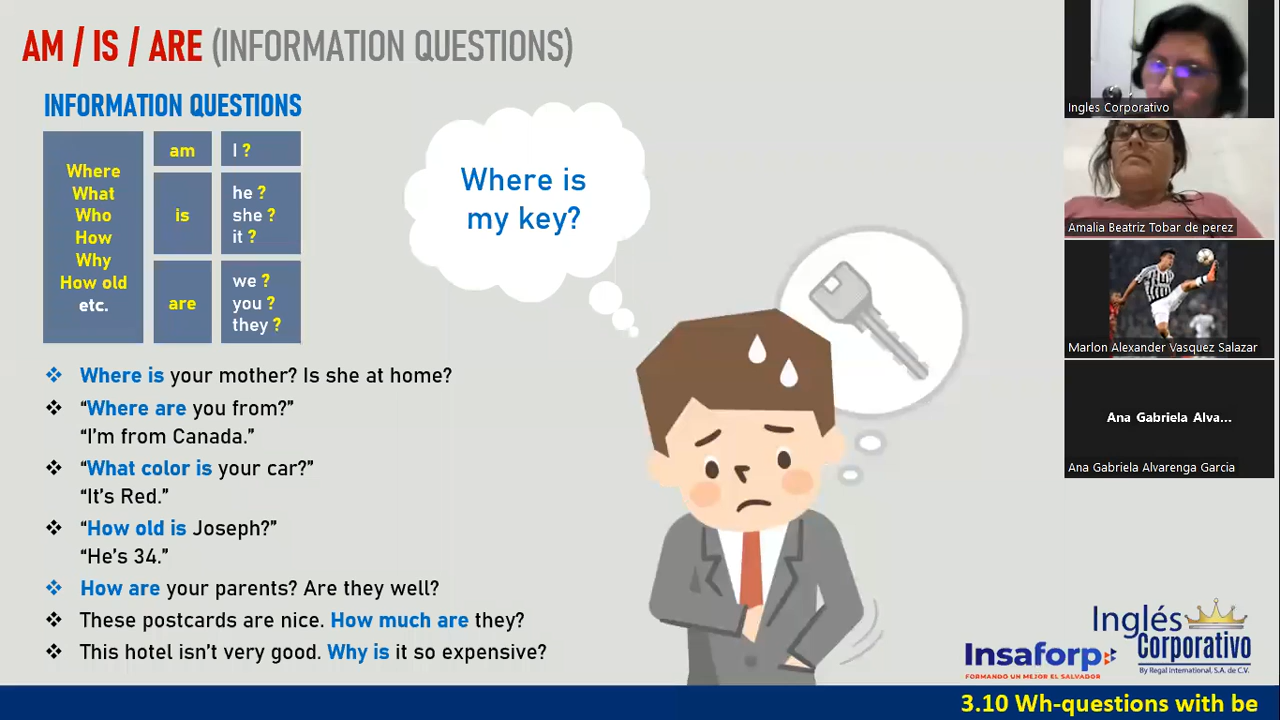 AM / IS / ARE (INFORMATION QUESTIONS)
INFORMATION QUESTIONS
Where
What
Who
How
Why
How old
etc.
am
I ?
is
he ?
she ?
it ?
are
we ?
you ?
they ?
Where is your mother? Is she at home?
“Where are you from?”
“I’m from Canada.”
“What color is your car?”
“It’s Red.”
“How old is Joseph?”
“He’s 34.”
How are your parents? Are they well?
These postcards are nice. How much are they?
This hotel isn’t very good. Why is it so expensive?
Where is
my key?
Ingles Corporativo
Amalia Beatriz Tobar de perez
Marlon Alexander Vasquez Salazar
Ana Gabriela Alva...
Ana Gabriela Alvarenga Garcia
Insaforp
FORMANDO UN MEJOR EL SALVADOR
Inglés
Corporativo
By Regal International, S.A. de C.V.
3.10 Wh-questions with be